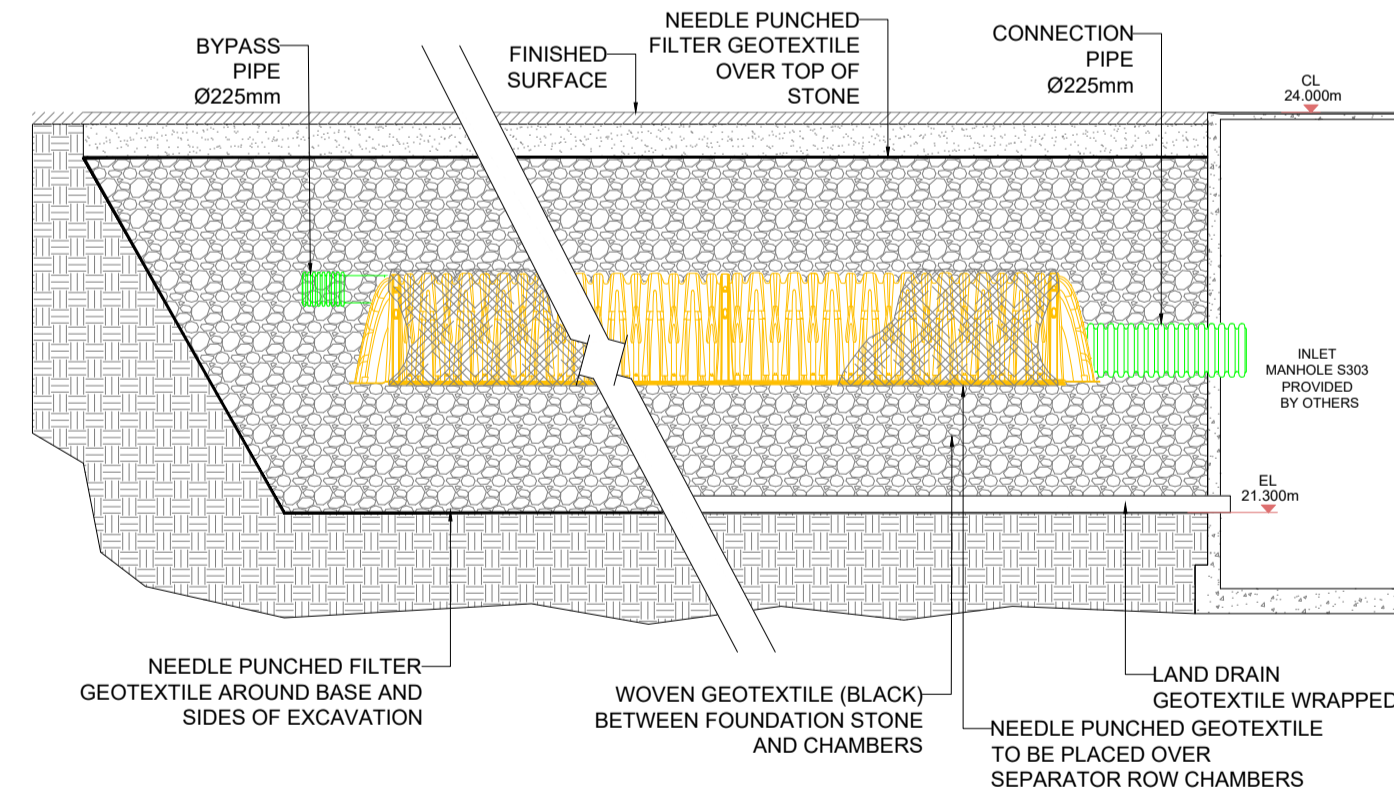 BYPASS
PIPE
Ø225mm
FINISHED
SURFACE
NEEDLE PUNCHED
FILTER GEOTEXTILE
OVER TOP OF
STONE
CONNECTION
PIPE
Ø225mm
CL
24.000m
INLET
MANHOLE S303
PROVIDED
BY OTHERS
EL
21.300m
NEEDLE PUNCHED FILTER
GEOTEXTILE AROUND BASE AND
SIDES OF EXCAVATION
WOVEN GEOTEXTILE (BLACK)
BETWEEN FOUNDATION STONE
AND CHAMBERS
LAND DRAIN
GEOTEXTILE WRAPPED
NEEDLE PUNCHED GEOTEXTILE
TO BE PLACED OVER
SEPARATOR ROW CHAMBERS